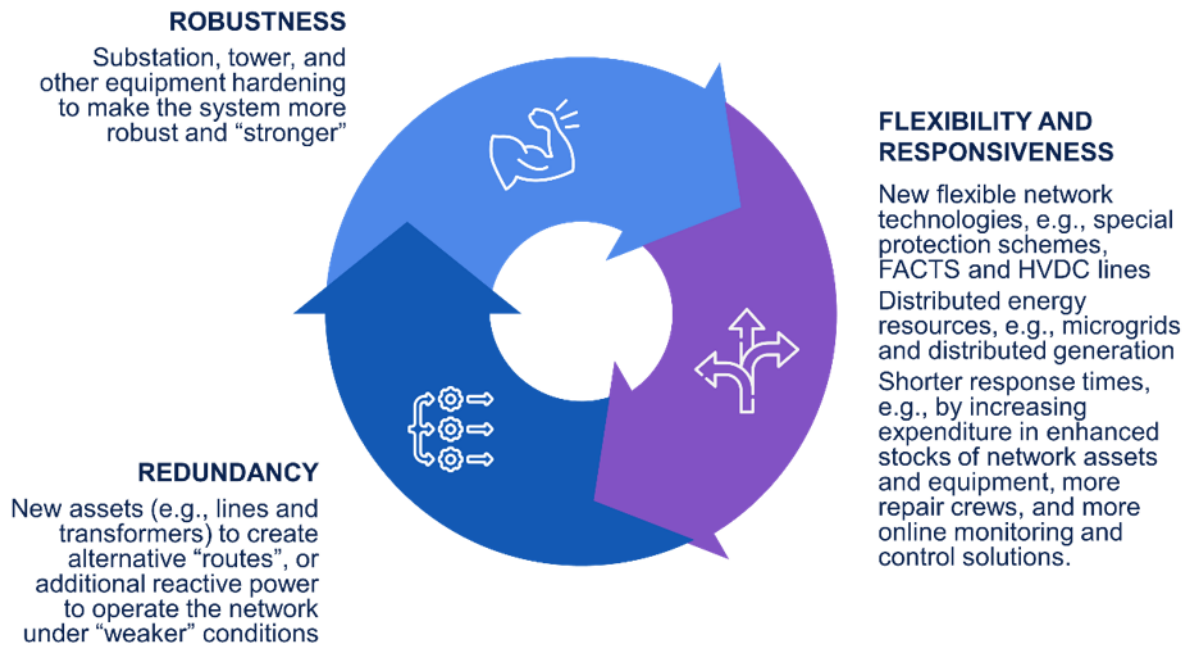 ROBUSTNESS
Substation, tower, and
other equipment hardening
to make the system more
robust and “stronger”
FLEXIBILITY AND
RESPONSIVENESS
New flexible network
technologies, e.g., special
protection schemes,
FACTS and HVDC lines
Distributed energy
resources, e.g., microgrids
and distributed generation
Shorter response times,
e.g., by increasing
expenditure in enhanced
stocks of network assets
and equipment, more
repair crews, and more
online monitoring and
control solutions.
REDUNDANCY
New assets (e.g., lines and
transformers) to create
alternative “routes”, or
additional reactive power
to operate the network
under “weaker” conditions